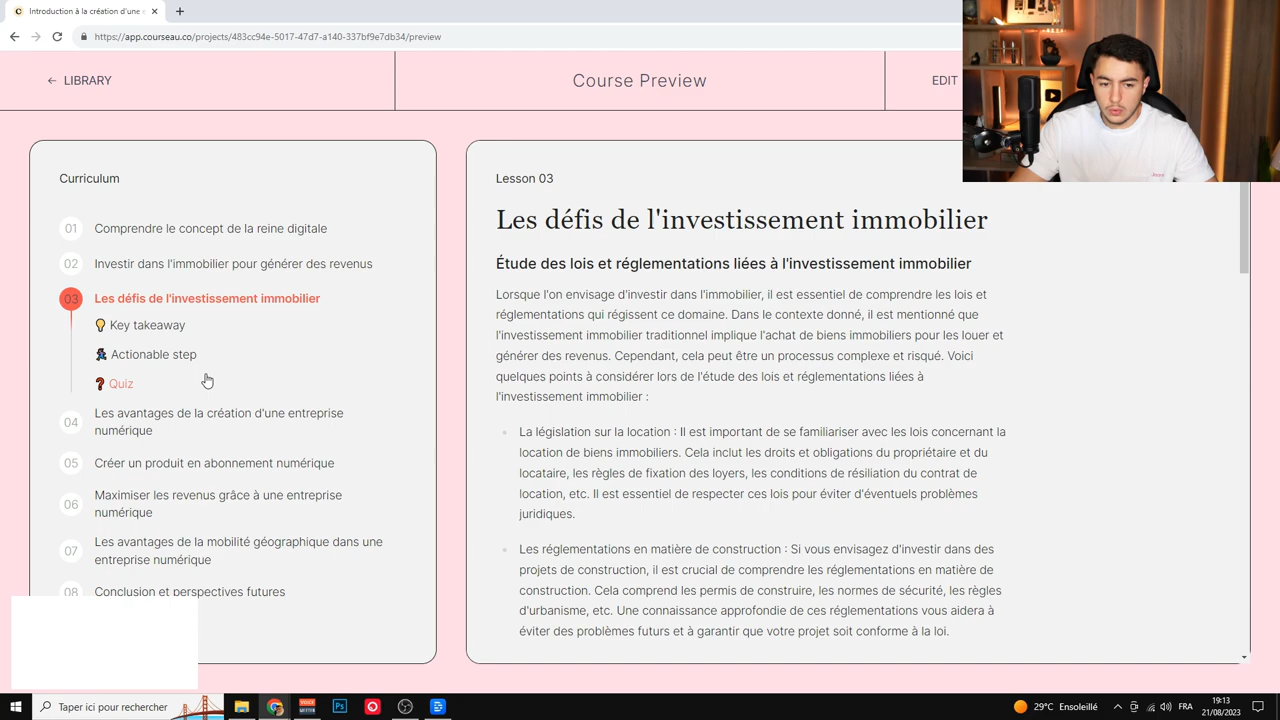 Introduction à la création d'une
https://app.courseau.co/projects/483cc94e-5017-47d7-a140-337bf9e7db34/preview
← LIBRARY
Course Preview
EDIT
Curriculum
01 Comprendre le concept de la reine digitale
02 Investir dans l'immobilier pour générer des revenus
03 Les défis de l'investissement immobilier
Key takeaway
Actionable step
Quiz
04 Les avantages de la création d'une entreprise
numérique
05 Créer un produit en abonnement numérique
06 Maximiser les revenus grâce à une entreprise
numérique
07 Les avantages de la mobilité géographique dans une
entreprise numérique
08 Conclusion et perspectives futures
Lesson 03
Les défis de l'investissement immobilier
Étude des lois et réglementations liées à l'investissement immobilier
Lorsque l'on envisage d'investir dans l'immobilier, il est essentiel de comprendre les lois et
réglementations qui régissent ce domaine. Dans le contexte donné, il est mentionné que
l'investissement immobilier traditionnel implique l'achat de biens immobiliers pour les louer et
générer des revenus. Cependant, cela peut être un processus complexe et risqué. Voici
quelques points à considérer lors de l'étude des lois et réglementations liées à
l'investissement immobilier :
La législation sur la location : Il est important de se familiariser avec les lois concernant la
location de biens immobiliers. Cela inclut les droits et obligations du propriétaire et du
locataire, les règles de fixation des loyers, les conditions de résiliation du contrat de
location, etc. Il est essentiel de respecter ces lois pour éviter d'éventuels problèmes
juridiques.
Les réglementations en matière de construction : Si vous envisagez d'investir dans des
projets de construction, il est crucial de comprendre les réglementations en matière de
construction. Cela comprend les permis de construire, les normes de sécurité, les règles
d'urbanisme, etc. Une connaissance approfondie de ces réglementations vous aidera à
éviter des problèmes futurs et à garantir que votre projet soit conforme à la loi.
Taper ici pour rechercher
Ps
29°C Ensoleillé
FRA
19:13
21/08/2023